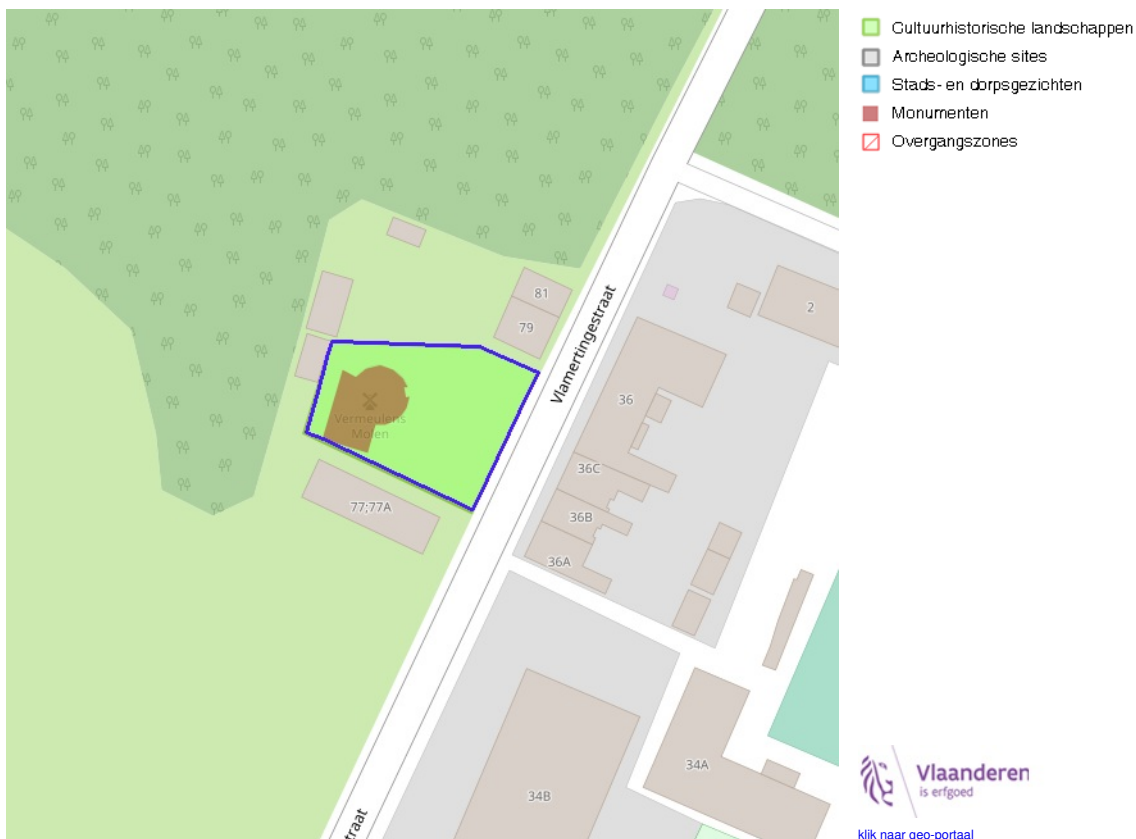 Cultuurhistorische landschappen
Archeologische sites
Stads- en dorpsgezichten
Monumenten
Overgangszones
81
79
2
Vlamertingestraat
36
Vermeulens
Molen
36C
77;77A
36B
36A
34A
34B
raat
Vlaanderen
is erfgoed
klik naar geo-portaal